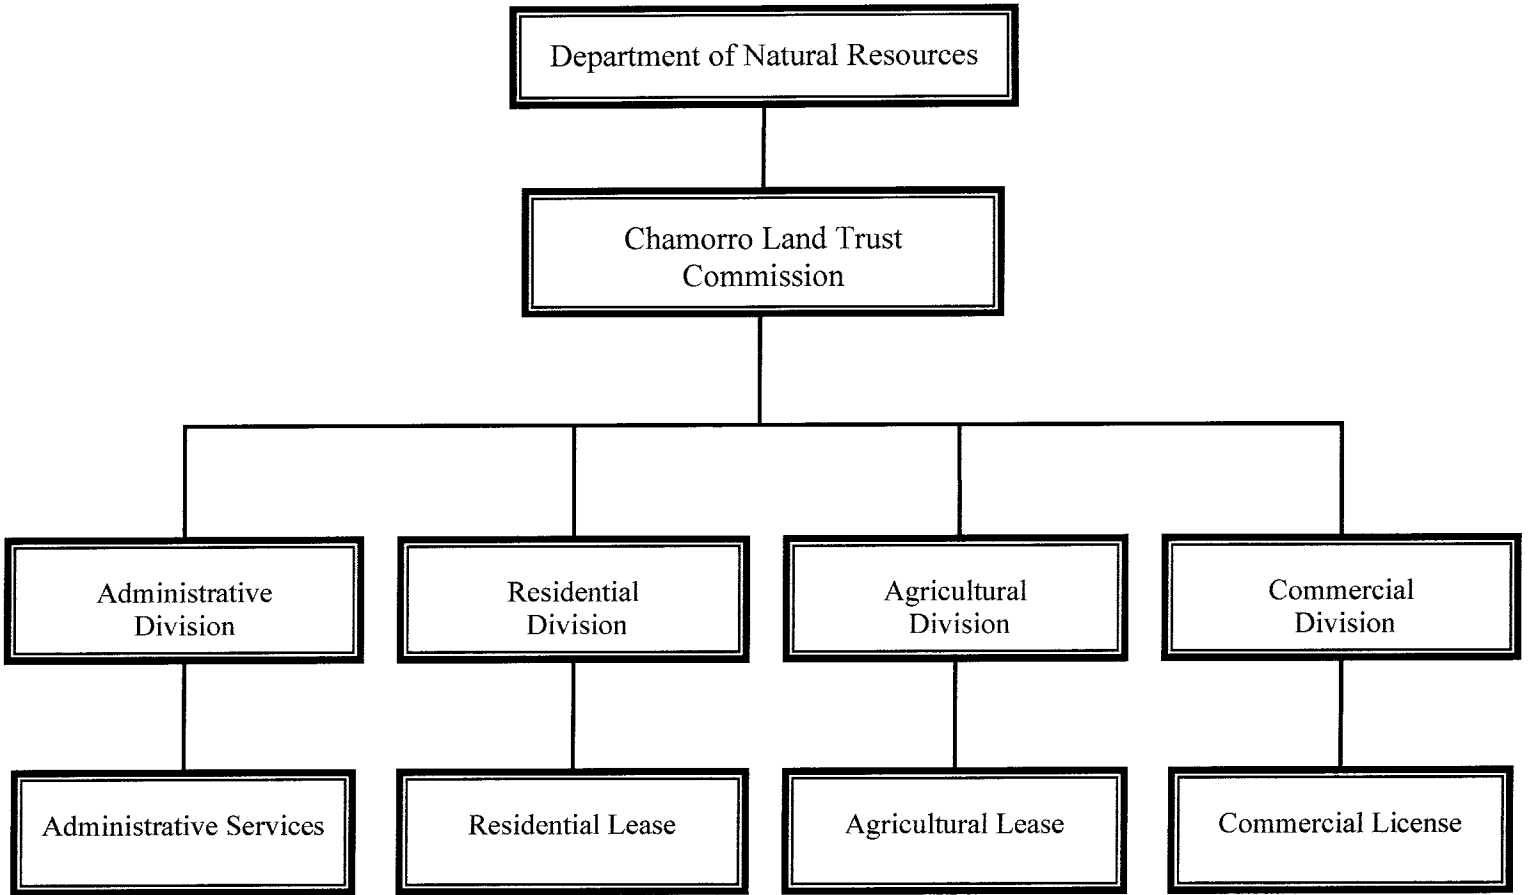 Department of Natural Resources
Chamorro Land Trust
Commission
Administrative
Division
Residential
Division
Agricultural
Division
Commercial
Division
Administrative Services
Residential Lease
Agricultural Lease
Commercial License